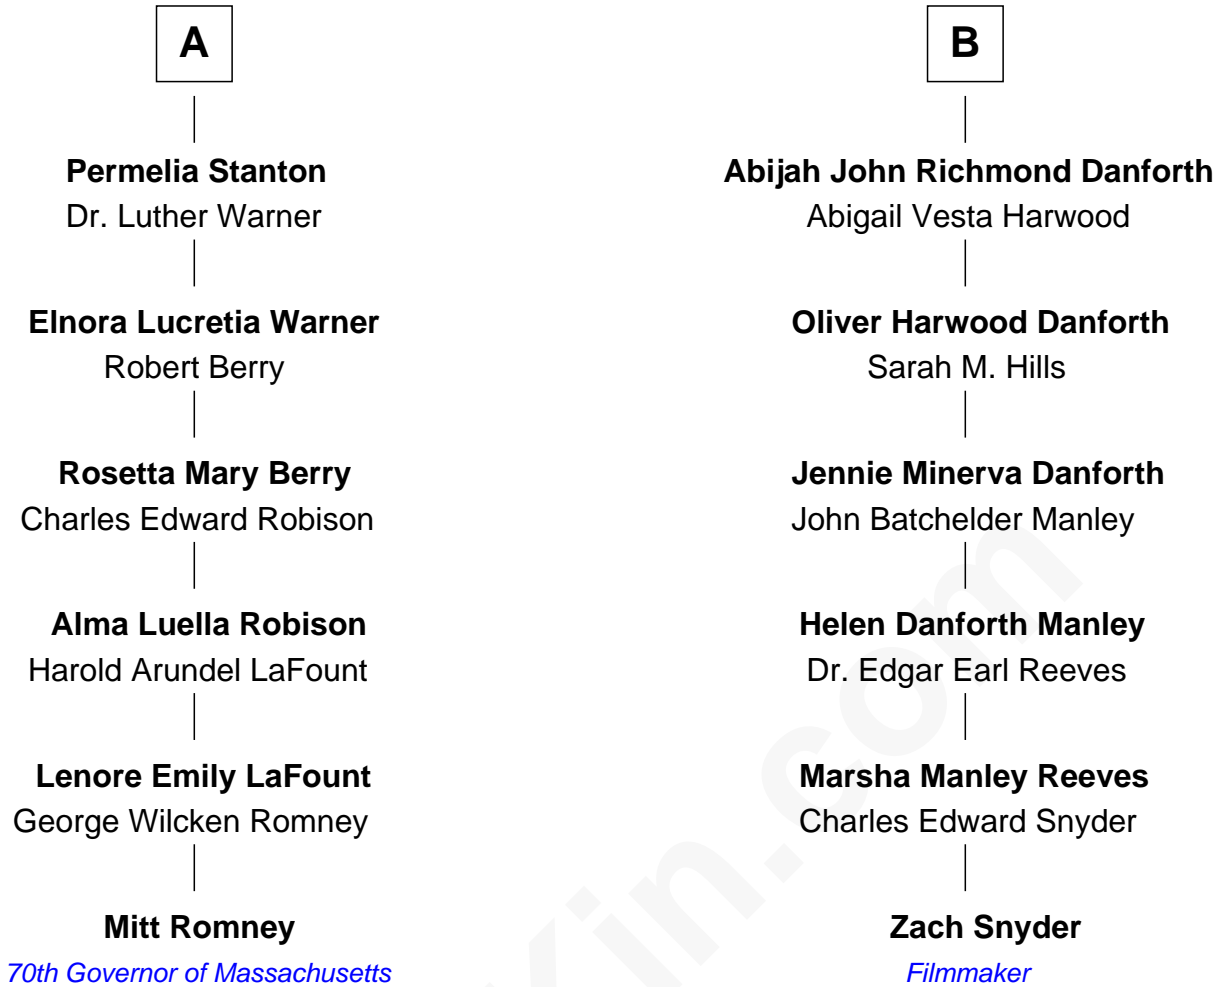 A
Permelia Stanton
Dr. Luther Warner
Elnora Lucretia Warner
Robert Berry
Rosetta Mary Berry
Charles Edward Robison
Alma Luella Robison
Harold Arundel LaFount
Lenore Emily LaFount
George Wilcken Romney
Mitt Romney
70th Governor of Massachusetts
B
Abijah John Richmond Danforth
Abigail Vesta Harwood
Oliver Harwood Danforth
Sarah M. Hills
Jennie Minerva Danforth
John Batchelder Manley
Helen Danforth Manley
Dr. Edgar Earl Reeves
Marsha Manley Reeves
Charles Edward Snyder
Zach Snyder
Filmmaker
Kin.com